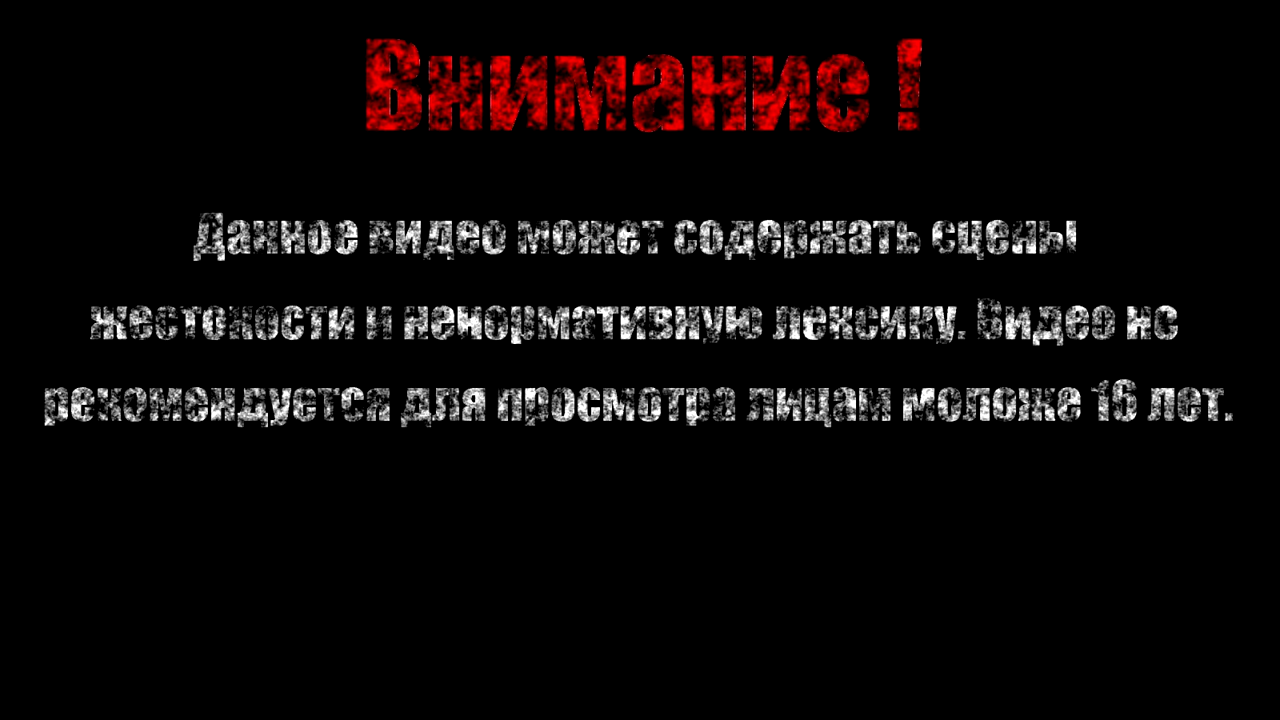 Внимание !
Данное видео может содержать сцены
жестокости и ненормативную лексику. Видео не
рекомендуется для просмотра лицам моложе 16 лет.